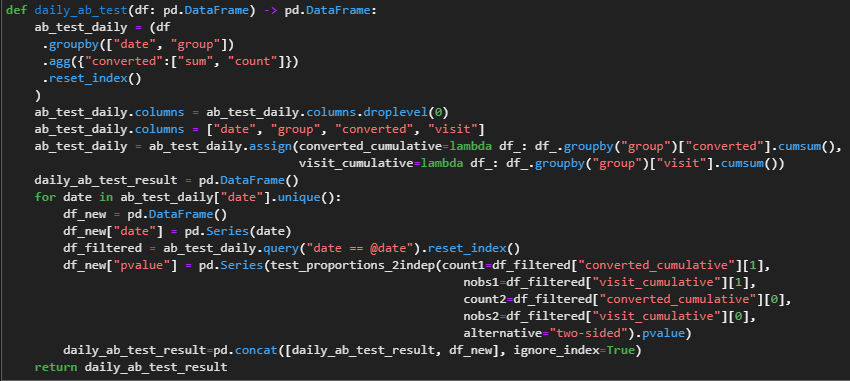 def daily_ab_test(df: pd.DataFrame) -> pd.DataFrame:
    ab_test_daily = (df
     .groupby(["date", "group"])
     .agg({"converted":["sum", "count"]})
     .reset_index()
    )
    ab_test_daily.columns = ab_test_daily.columns.droplevel(0)
    ab_test_daily.columns = ["date", "group", "converted", "visit"]
    ab_test_daily = ab_test_daily.assign(converted_cumulative=lambda df_: df_.groupby("group")["converted"].cumsum(),
                                         visit_cumulative=lambda df_: df_.groupby("group")["visit"].cumsum())
    daily_ab_test_result = pd.DataFrame()
    for date in ab_test_daily["date"].unique():
        df_new = pd.DataFrame()
        df_new["date"] = pd.Series(date)
        df_filtered = ab_test_daily.query("date == @date").reset_index()
        df_new["pvalue"] = pd.Series(test_proportions_2indep(count1=df_filtered["converted_cumulative"][1],
                                                                nobs1=df_filtered["visit_cumulative"][1],
                                                                count2=df_filtered["converted_cumulative"][0],
                                                                nobs2=df_filtered["visit_cumulative"][0],
                                                                alternative="two-sided").pvalue)
        daily_ab_test_result=pd.concat([daily_ab_test_result, df_new], ignore_index=True)
    return daily_ab_test_result